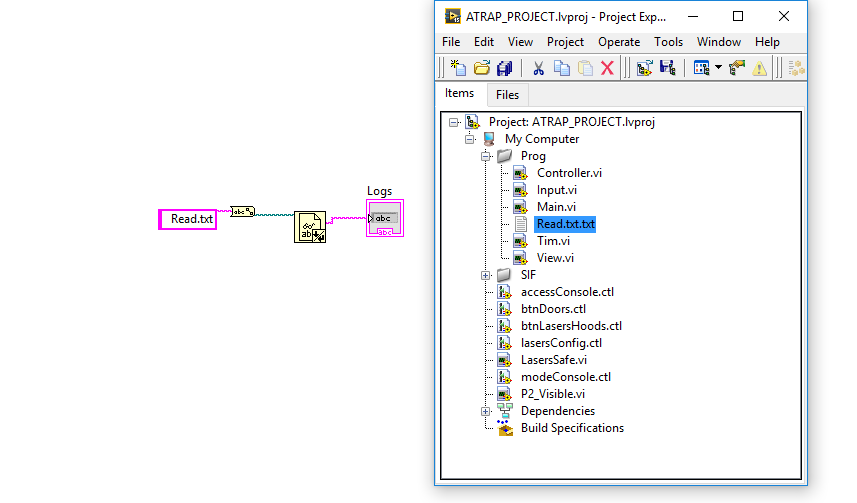 ATRAP_PROJECT.lvproj - Project Exp...
File Edit View Project Operate Tools Window Help
Items Files
Project: ATRAP_PROJECT.lvproj
My Computer
Prog
Controller.vi
Input.vi
Main.vi
Read.txt.txt
Tim.vi
View.vi
SIF
accessConsole.ctl
btnDoors.ctl
btnLasersHoods.ctl
lasersConfig.ctl
LasersSafe.vi
modeConsole.ctl
P2_Visible.vi
Dependencies
Build Specifications
Logs
Read.txt
abc
ab
abc
abc